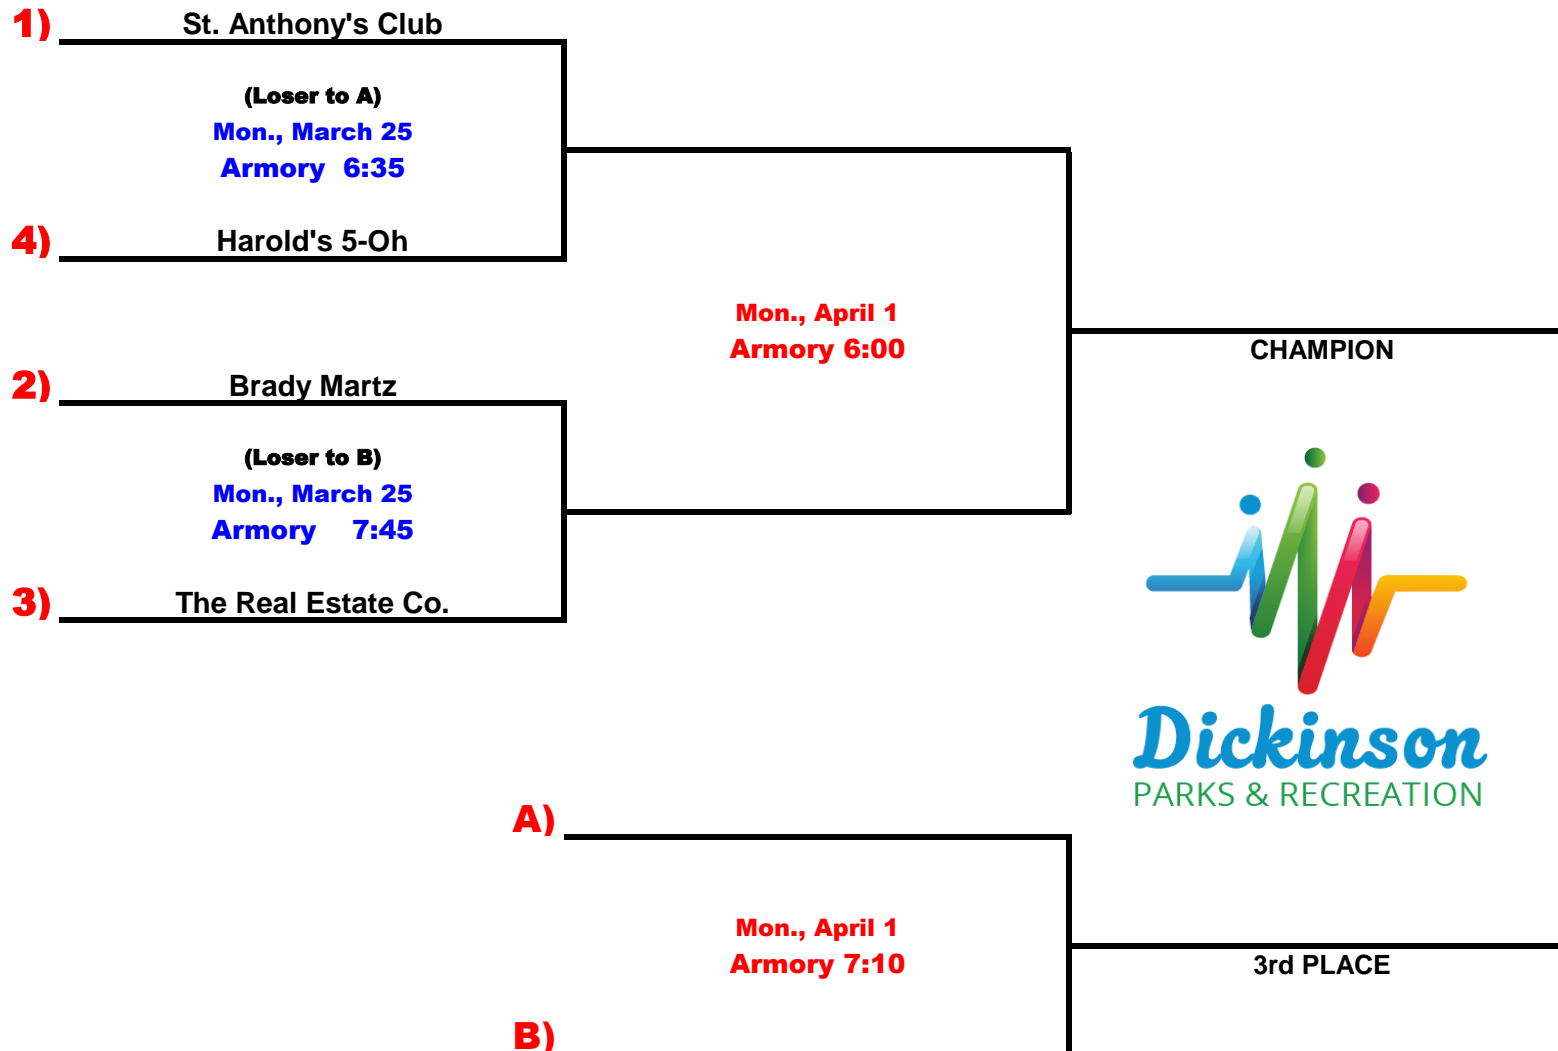 1) St. Anthony's Club
(Loser to A)
Mon., March 25
Armory 6:35
4) Harold's 5-Oh
Mon., April 1
Armory 6:00
CHAMPION
2) Brady Martz
(Loser to B)
Mon., March 25
Armory 7:45
3) The Real Estate Co.
Dickinson
PARKS & RECREATION
A)
Mon., April 1
Armory 7:10
3rd PLACE
B)